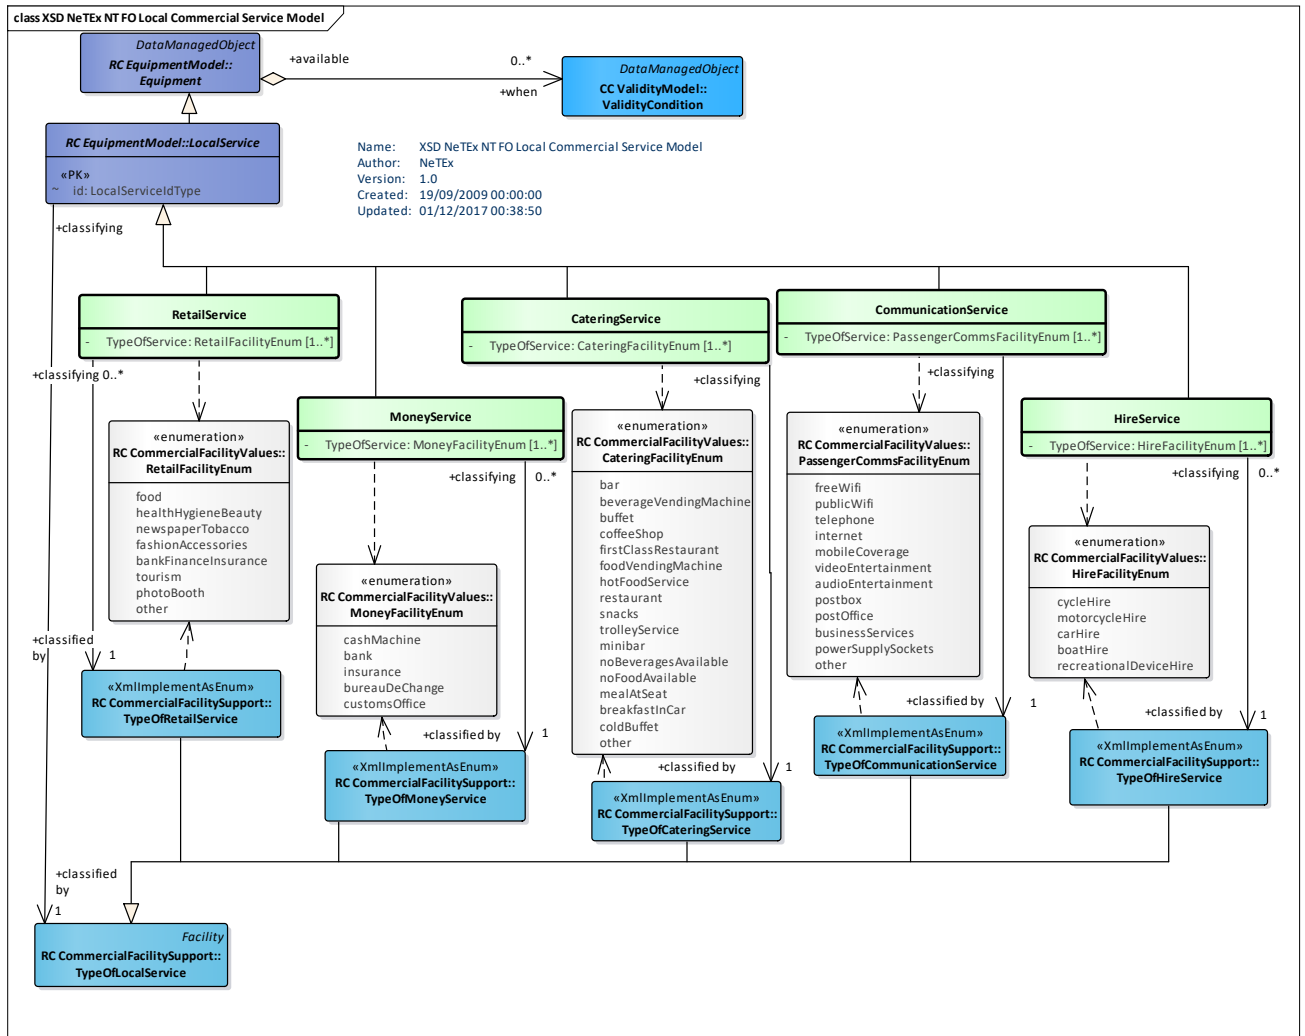 class XSD NeTEx NT FO Local Commercial Service Model
DataManagedObject
RC EquipmentModel::
Equipment
+available
0..*
+when
DataManagedObject
CC ValidityModel::
ValidityCondition
RC EquipmentModel::LocalService
«PK»
~ id: LocalServiceIdType
Name: XSD NeTEx NT FO Local Commercial Service Model
Author: NeTEx
Version: 1.0
Created: 19/09/2009 00:00:00
Updated: 01/12/2017 00:38:50
+classifying
RetailService
- TypeOfService: RetailFacilityEnum [1..*]
CateringService
- TypeOfService: CateringFacilityEnum [1..*]
CommunicationService
- TypeOfService: PassengerCommsFacilityEnum [1..*]
+classifying 0..*
+classifying
+classifying
MoneyService
- TypeOfService: MoneyFacilityEnum [1..*]
HireService
- TypeOfService: HireFacilityEnum [1..*]
+classifying 0..*
+classifying 0..*
«enumeration»
RC CommercialFacilityValues::
RetailFacilityEnum
food
healthHygieneBeauty
newspaperTobacco
fashionAccessories
bankFinanceInsurance
tourism
photoBooth
other
«enumeration»
RC CommercialFacilityValues::
MoneyFacilityEnum
cashMachine
bank
insurance
bureauDeChange
customsOffice
«enumeration»
RC CommercialFacilityValues::
CateringFacilityEnum
bar
beverageVendingMachine
buffet
coffeeShop
firstClassRestaurant
foodVendingMachine
hotFoodService
restaurant
snacks
trolleyService
minibar
noBeveragesAvailable
noFoodAvailable
mealAtSeat
breakfastInCar
coldBuffet
other
«enumeration»
RC CommercialFacilityValues::
PassengerCommsFacilityEnum
freeWifi
publicWifi
telephone
internet
mobileCoverage
videoEntertainment
audioEntertainment
postbox
postOffice
businessServices
powerSupplySockets
other
«enumeration»
RC CommercialFacilityValues::
HireFacilityEnum
cycleHire
motorcycleHire
carHire
boatHire
recreationalDeviceHire
+classified
by
1
«XmlImplementAsEnum»
RC CommercialFacilitySupport::
TypeOfRetailService
+classified by
1
«XmlImplementAsEnum»
RC CommercialFacilitySupport::
TypeOfMoneyService
+classified by
1
«XmlImplementAsEnum»
RC CommercialFacilitySupport::
TypeOfCateringService
+classified by
1
«XmlImplementAsEnum»
RC CommercialFacilitySupport::
TypeOfCommunicationService
+classified by
1
«XmlImplementAsEnum»
RC CommercialFacilitySupport::
TypeOfHireService
+classified
by
1
Facility
RC CommercialFacilitySupport::
TypeOfLocalService